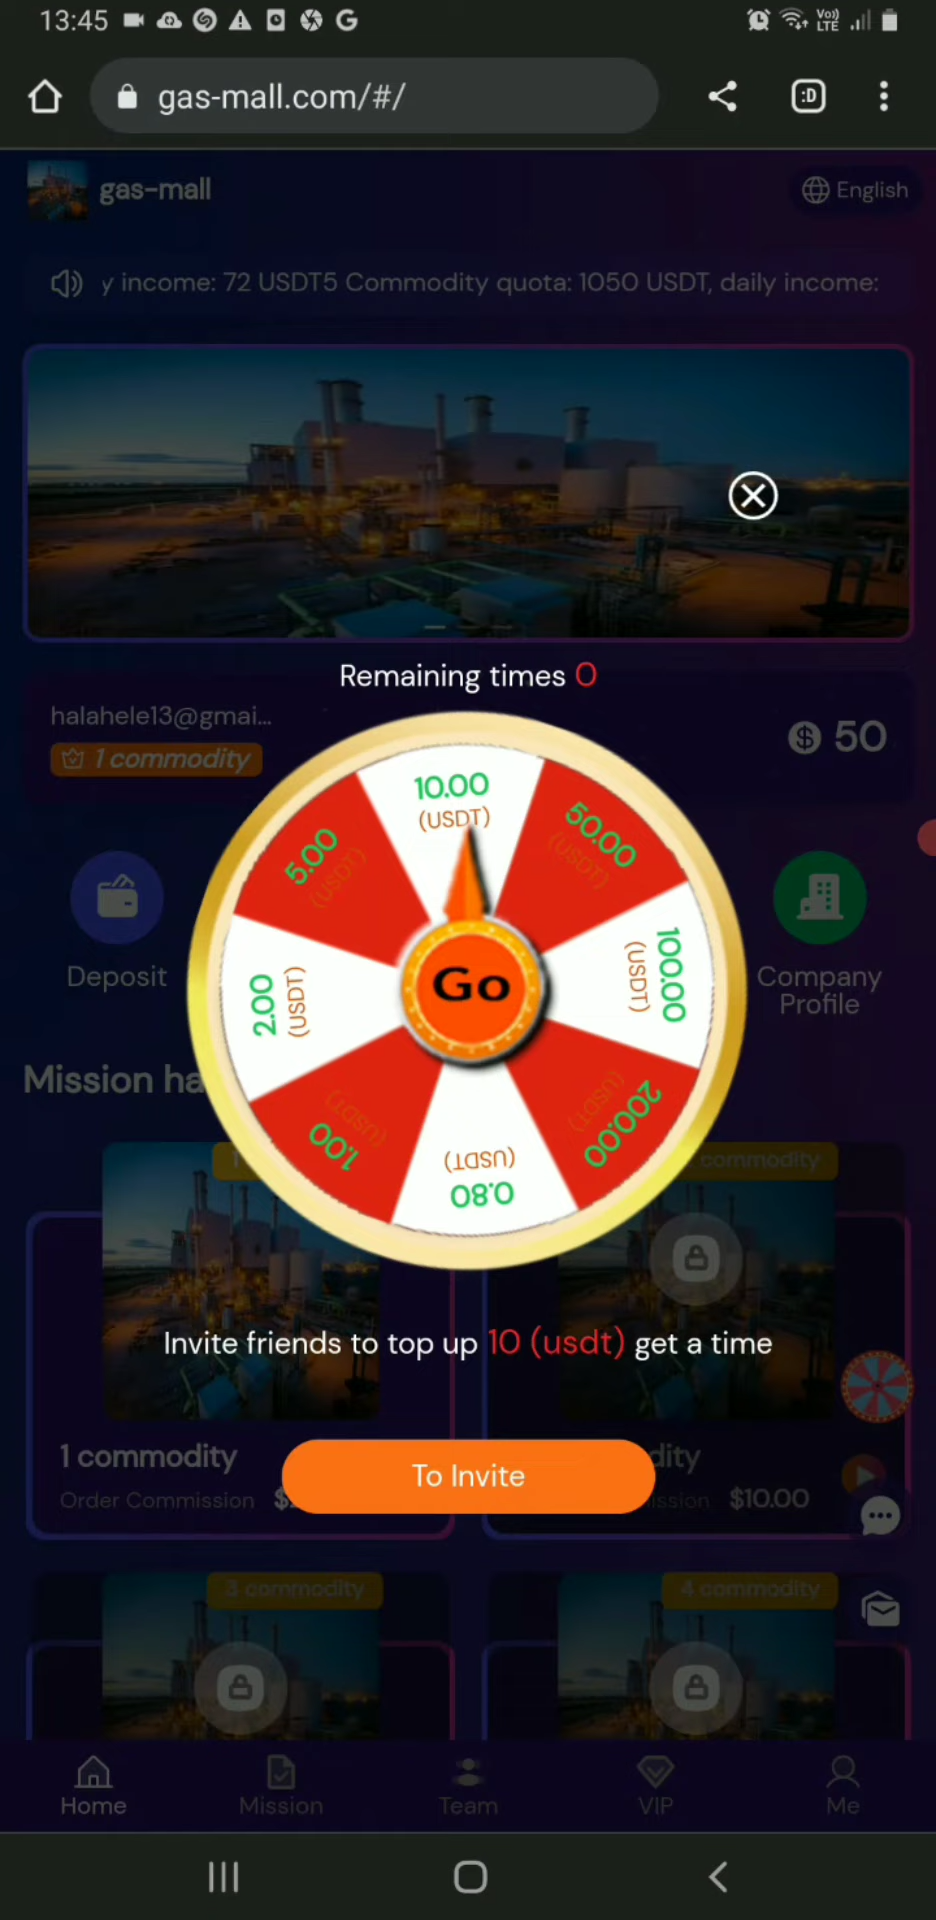 13:45
Vo))
LTE
gas-mall.com/#/
:D
gas-mall
English
y income: 72 USDT5 Commodity quota: 1050 USDT, daily income:
Remaining times 0
halahele13@gmai...
1 commodity
50
10.00
(USDT)
50.00
(USDT)
100.00
(USDT)
200.00
(USDT)
0.80
(USDT)
1.00
(USDT)
2.00
(USDT)
5.00
(USDT)
Go
Deposit
Company
Profile
Mission ha
commodity
Invite friends to top up 10 (usdt) get a time
1 commodity
dity
To Invite
Order Commission $
ission $10.00
3 commodity
4 commodity
Home
Mission
Team
VIP
Me